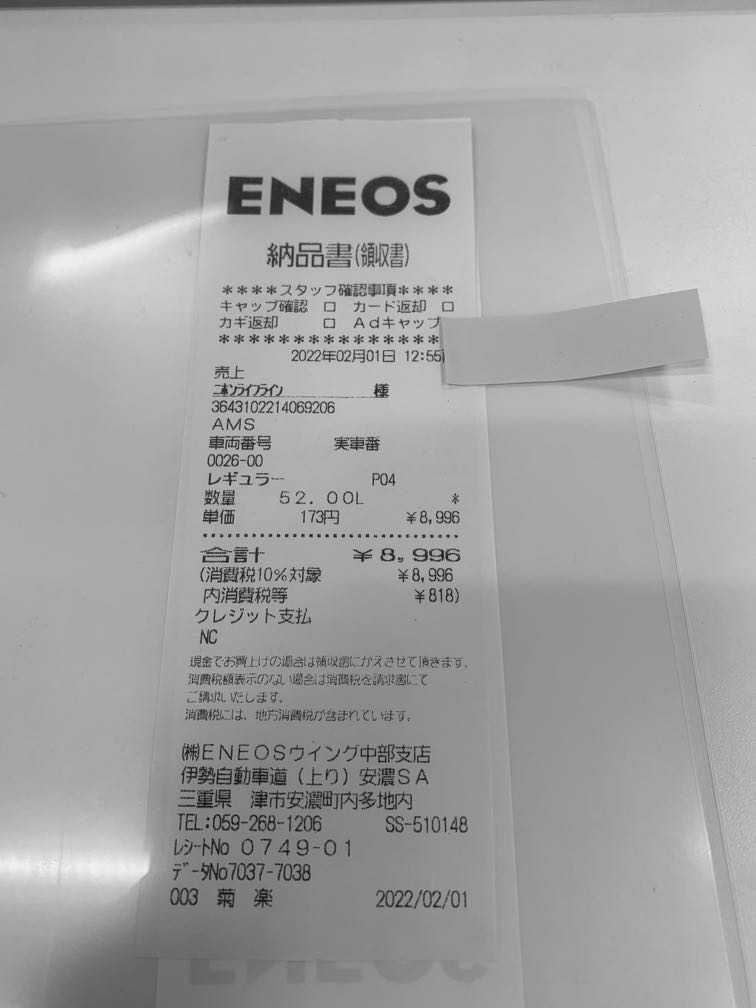 ENEOS
納品書(領収書)
****スタッフ確認事項****
キャップ確認 □ カード返却 □
カギ返却 □ Adキャップ
***************
2022年02月01日 12:55
売上
ニホンライフライン 様
3643102214069206
AMS
車両番号 実車番
0026-00
レギュラー P04
数量 52.00L *
単価 173円 ¥8,996
合計 ¥8,996
(消費税10%対象 ¥8,996
内消費税等 ¥818)
クレジット支払
NC
現金でお買上げの場合は領収書にかえさせて頂きます。
消費税額表示のない場合は消費税を請求書にて
ご請求いたします。
消費税には、地方消費税が含まれています。
㈱ENEOSウイング中部支店
伊勢自動車道(上り)安濃SA
三重県 津市安濃町内多地内
TEL:059-268-1206 SS-510148
レシートNo 0749-01
データNo7037-7038
003 菊 楽 2022/02/01
ENEOS